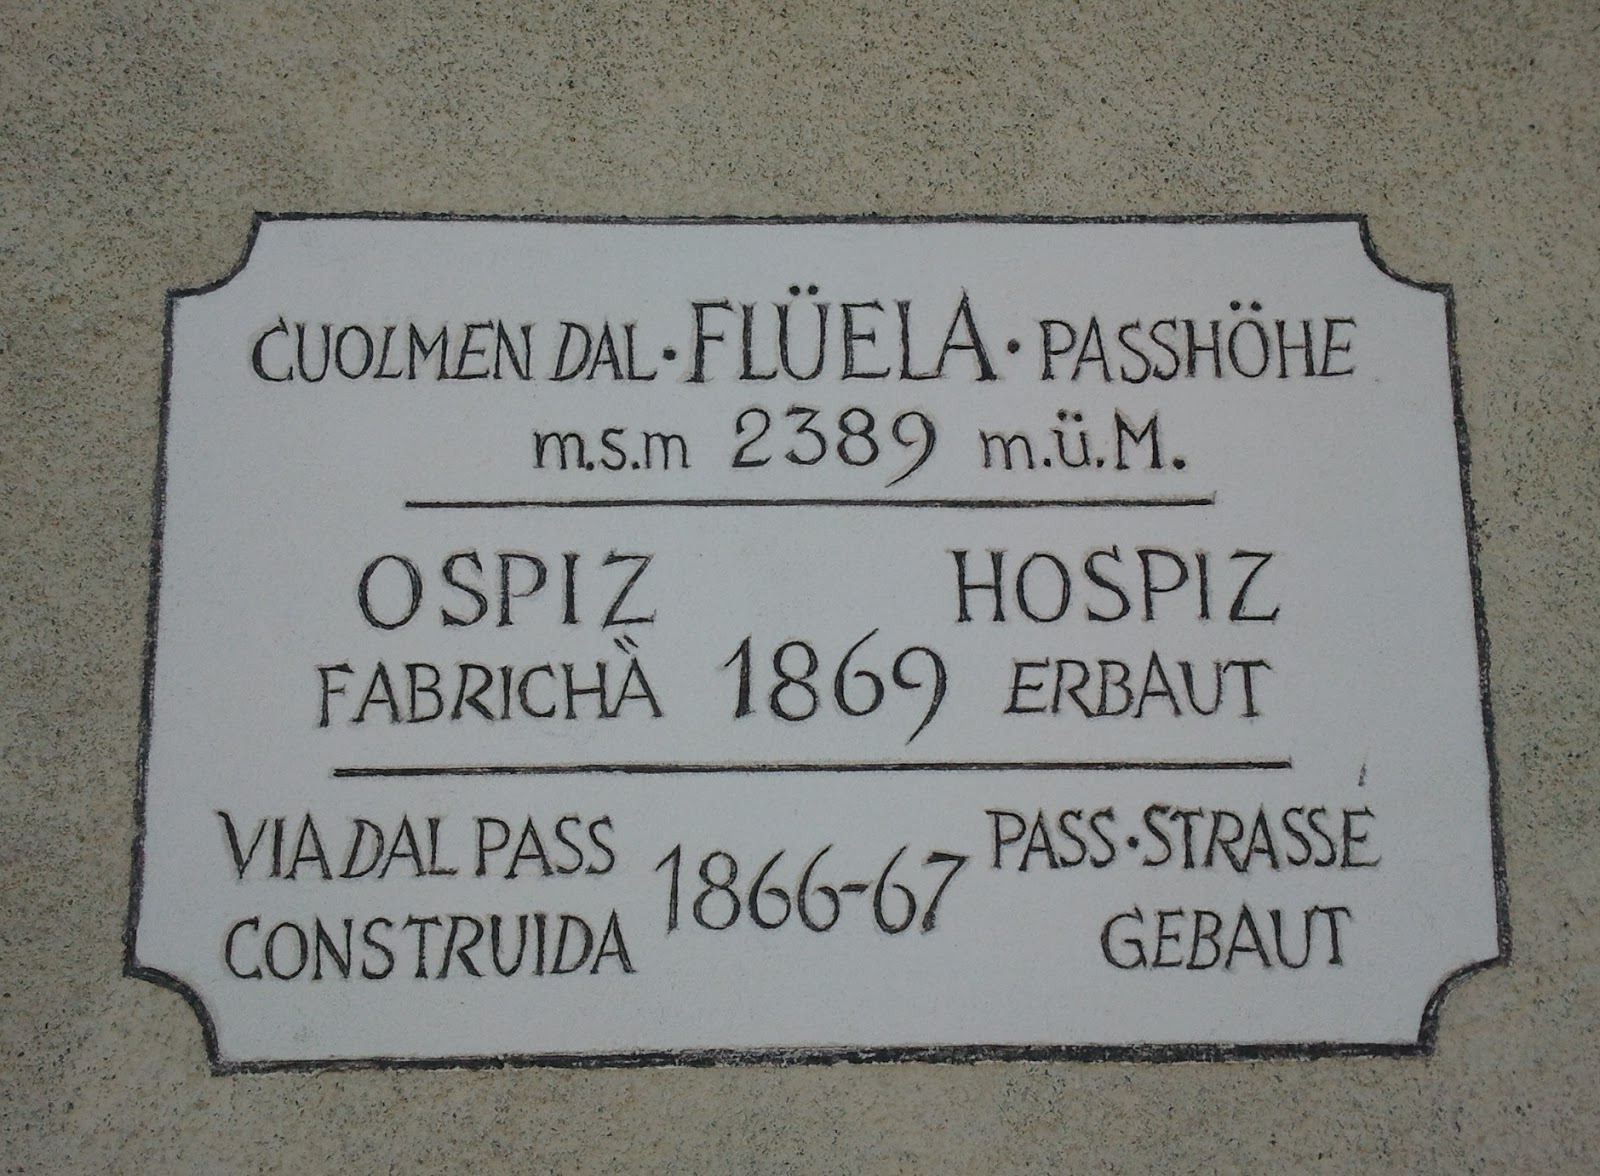 CUOLMEN DAL · FLÜELA · PASSHÖHE
m.s.m 2389 m.ü.M.
OSPIZ HOSPIZ
FABRICHÀ 1869 ERBAUT
VIA DAL PASS 1866-67 PASS·STRASSE
CONSTRUIDA GEBAUT